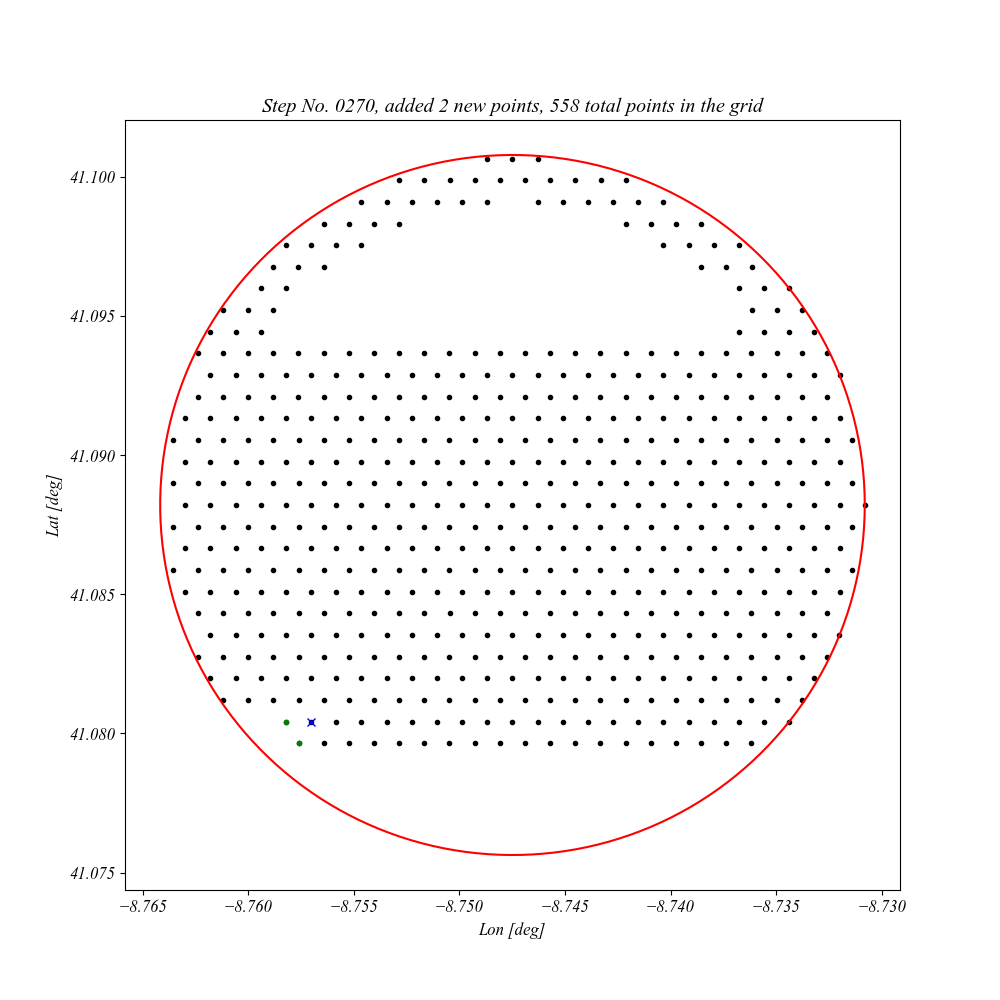 Step No. 0270, added 2 new points, 558 total points in the grid
41.100
41.095
41.090
41.085
41.080
41.075
Lat [deg]
−8.765 −8.760 −8.755 −8.750 −8.745 −8.740 −8.735 −8.730
Lon [deg]